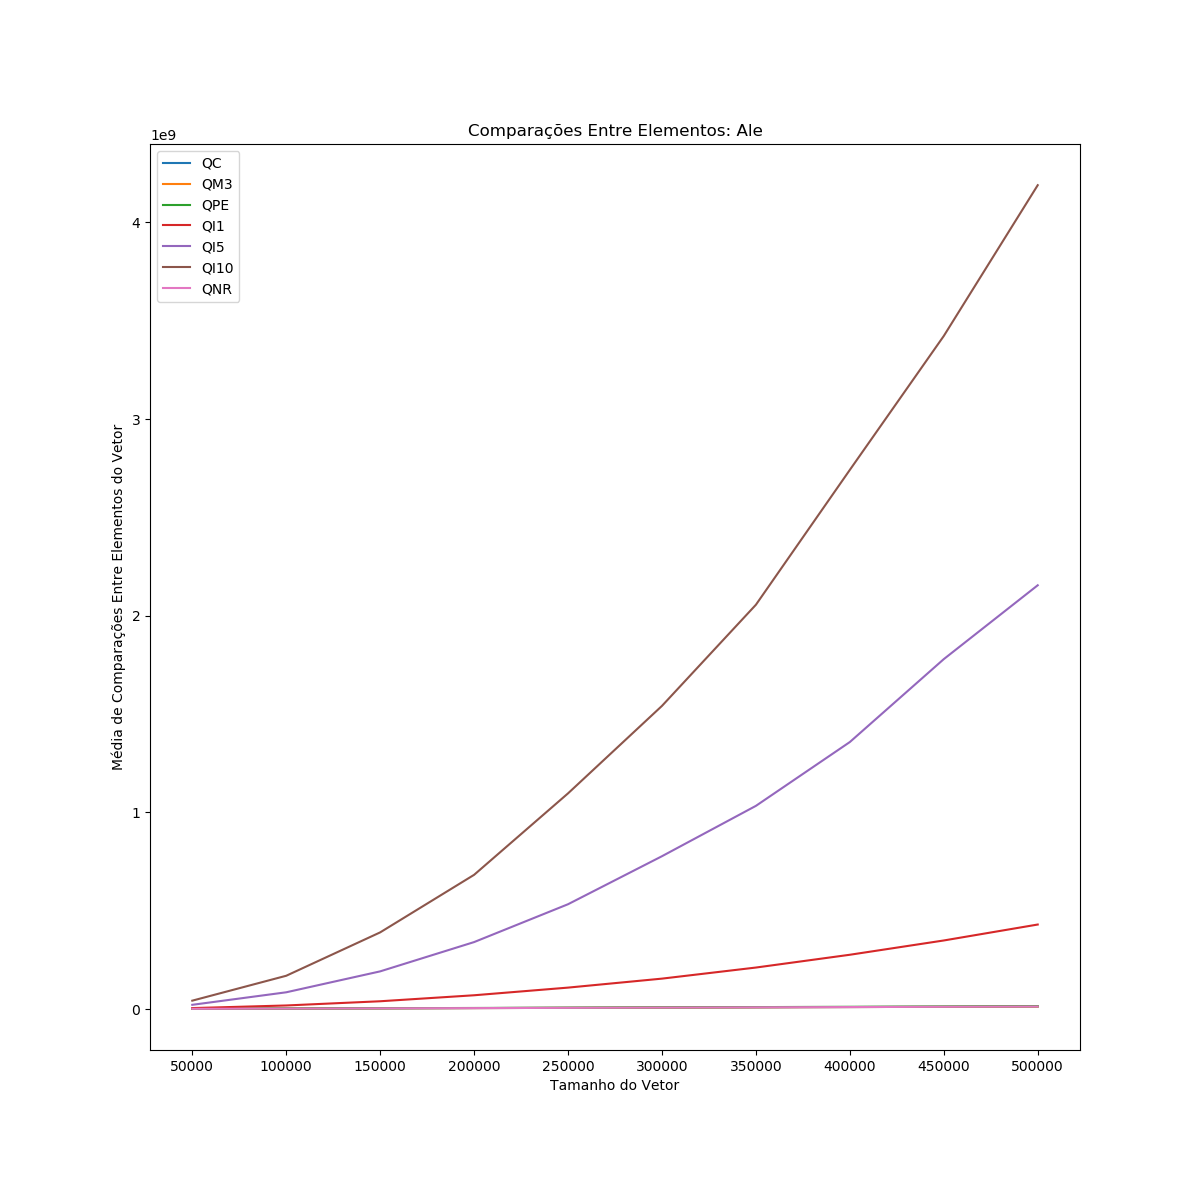 Comparações Entre Elementos: Ale
1e9
QC
QM3
QPE
QI1
QI5
QI10
QNR
4
3
2
1
0
Média de Comparações Entre Elementos do Vetor
50000 100000 150000 200000 250000 300000 350000 400000 450000 500000
Tamanho do Vetor